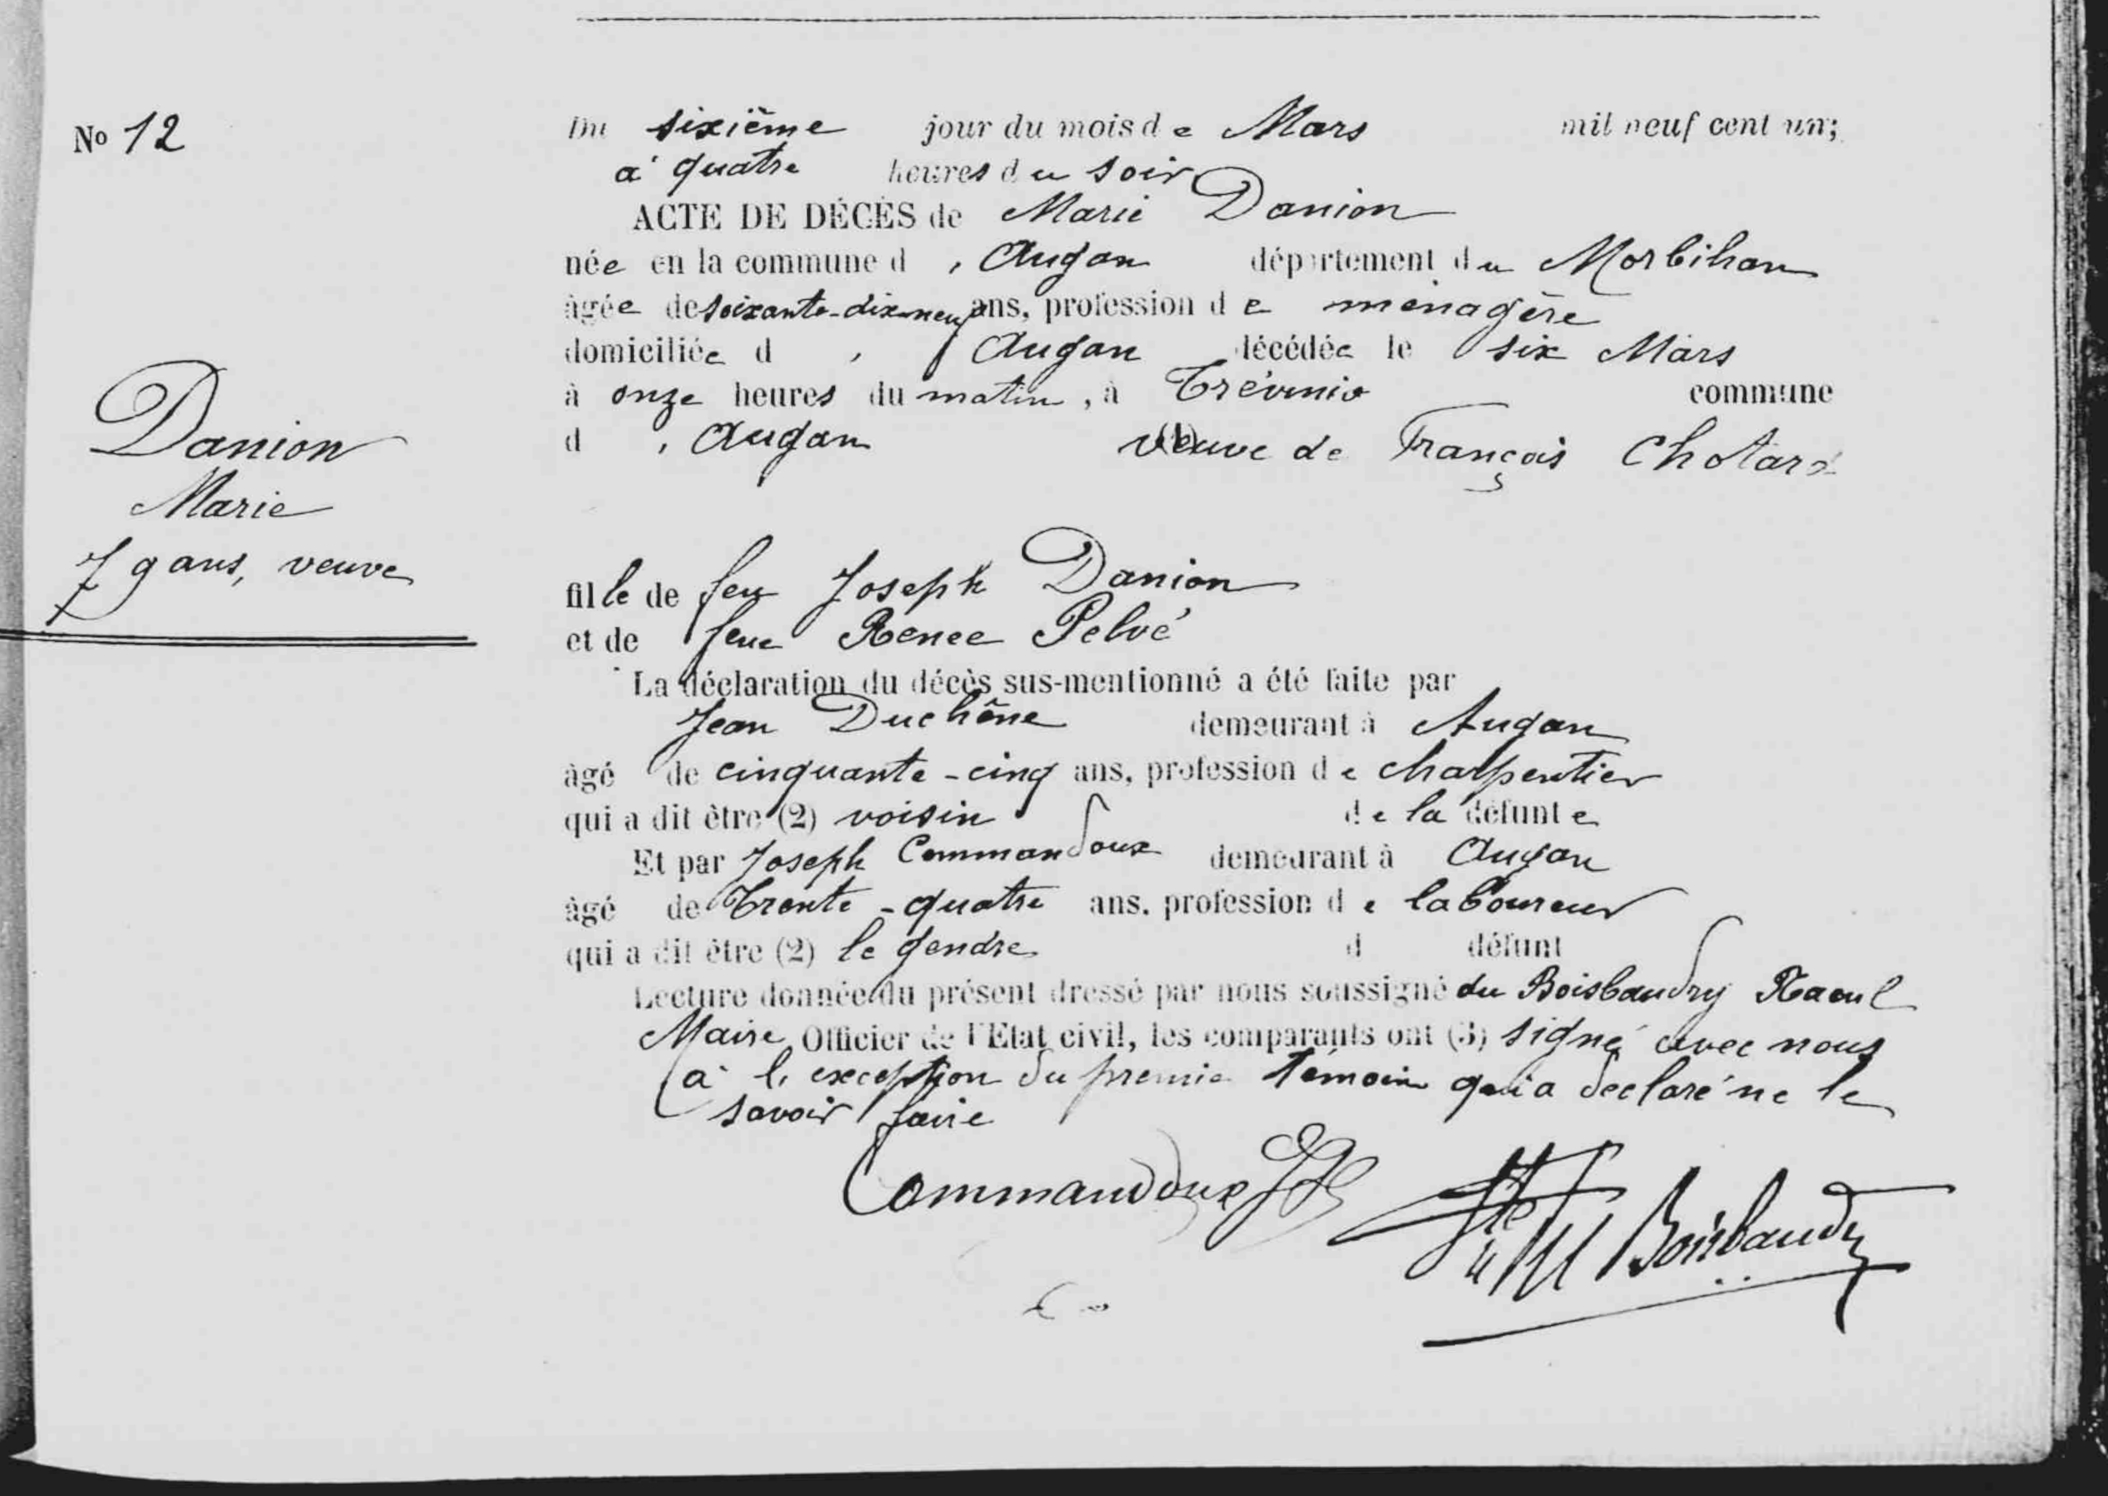 No 12
Danion
Marie
79 ans, veuve
Du sixième jour du mois de Mars mil neuf cent un;
à quatre heures du soir
ACTE DE DÉCÈS de Marie Danion
née en la commune d'Augan département du Morbihan
âgée de soixante-dix-neuf ans, profession de ménagère
domiciliée d'Augan décédée le six Mars
à onze heures du matin, à Trévinio commune
d'Augan (1) veuve de François Chotard
fille de feu Joseph Danion
et de feue Renee Pelvé
La déclaration du décès sus-mentionné a été faite par
Jean Duchêne demeurant à Augan
âgé de cinquante-cinq ans, profession de charpentier
qui a dit être (2) voisin de la défunte
Et par Joseph Commandoux demeurant à Augan
âgé de Trente-quatre ans, profession de laboureur
qui a dit être (2) le gendre d défunt
Lecture donnée du présent dressé par nous soussigné du Boisbaudry Raoul
Maire Officier de l'Etat civil, les comparants ont (3) signé avec nous
à l'exception du premier témoin qui a declaré ne le
savoir faire
Commandoux
Boisbaudry